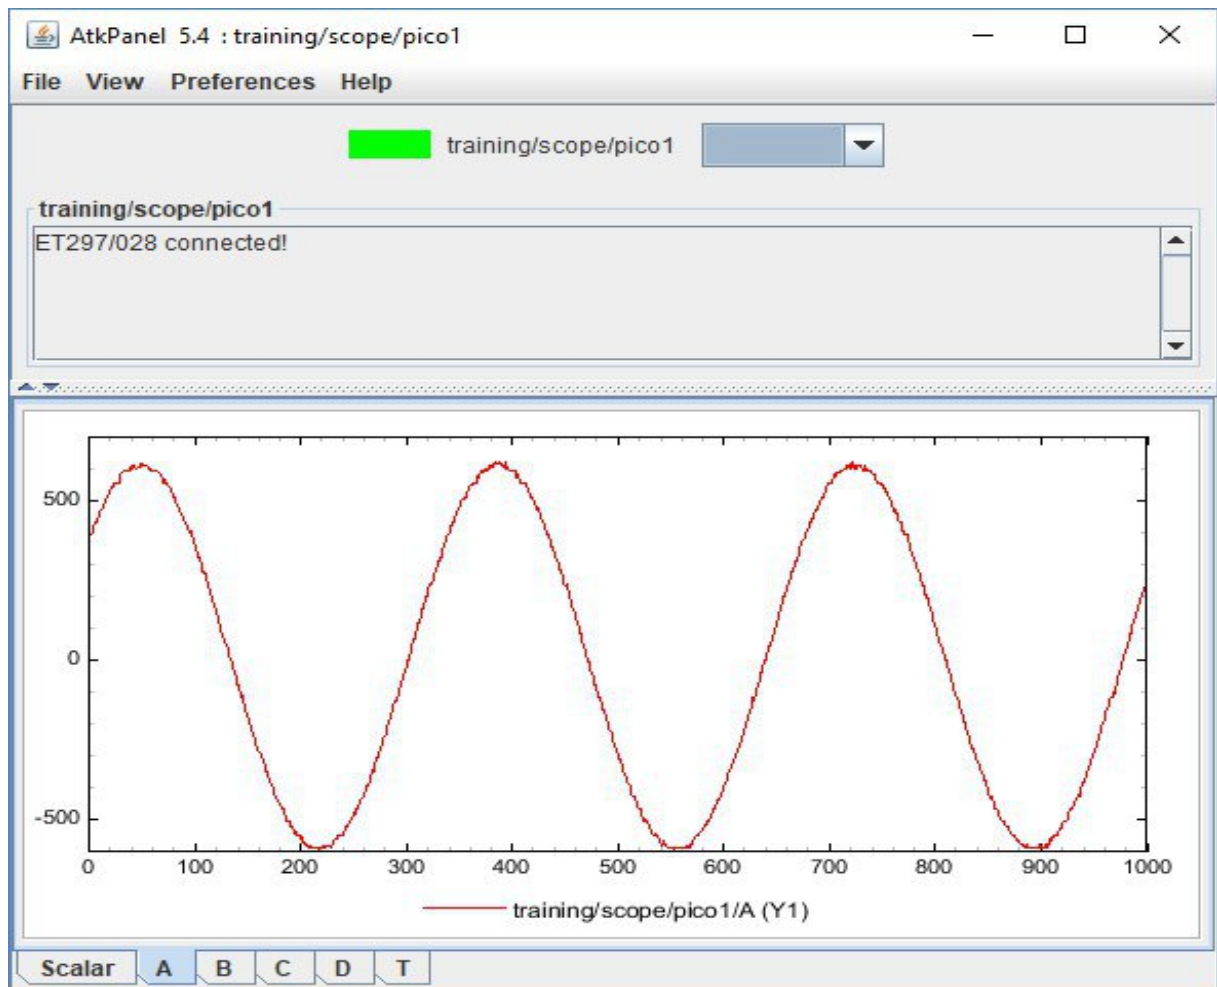 AtkPanel 5.4 : training/scope/pico1
File View Preferences Help
training/scope/pico1
training/scope/pico1
ET297/028 connected!
500
0
-500
0 100 200 300 400 500 600 700 800 900 1000
training/scope/pico1/A (Y1)
Scalar A B C D T